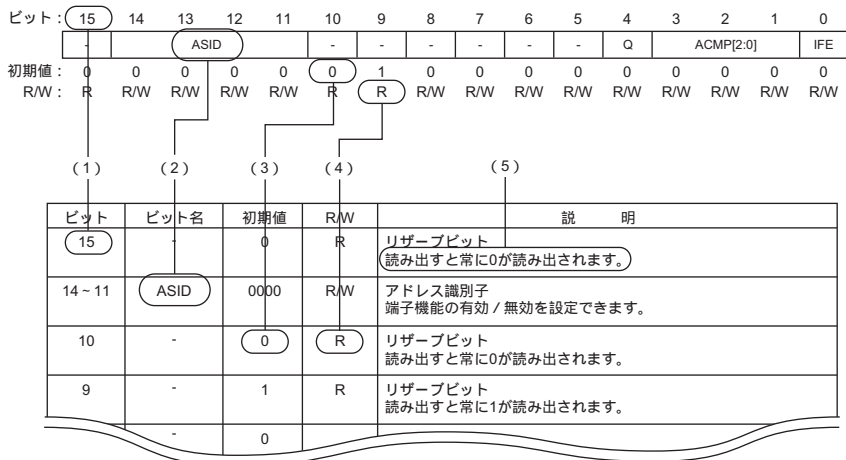 ビット： 15 14 13 12 11 10 9 8 7 6 5 4 3 2 1 0
- ASID - - - - - - Q ACMP[2:0] IFE
初期値： 0 0 0 0 0 0 1 0 0 0 0 0 0 0 0 0
R/W： R R/W R/W R/W R/W R R R/W R/W R/W R/W R/W R/W R/W R/W R/W
（1） （2） （3） （4） （5）
ビット ビット名 初期値 R/W 説 明
15 - 0 R リザーブビット
読み出すと常に0が読み出されます。
14～11 ASID 0000 R/W アドレス識別子
端子機能の有効／無効を設定できます。
10 - 0 R リザーブビット
読み出すと常に0が読み出されます。
9 - 1 R リザーブビット
読み出すと常に1が読み出されます。
- 0